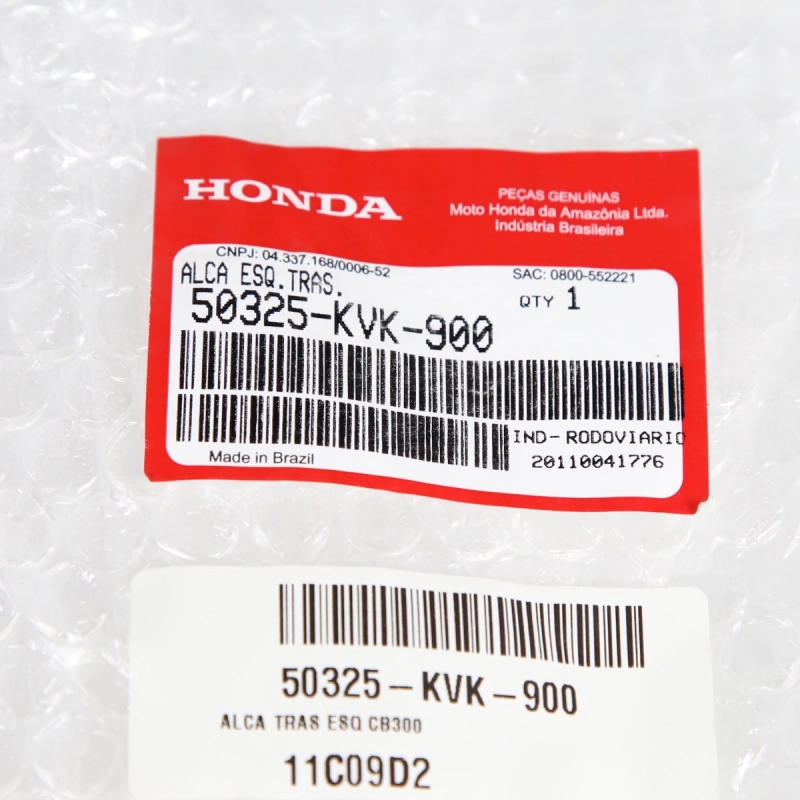 HONDA
PEÇAS GENUÍNAS
Moto Honda da Amazônia Ltda.
Indústria Brasileira
CNPJ: 04.337.168/0006-52
SAC: 0800-552221
ALCA ESQ.TRAS.
QTY 1
50325-KVK-900
IND-RODOVIARIO
20110041776
Made in Brazil
50325-KVK-900
ALCA TRAS ESQ CB300
11C09D2